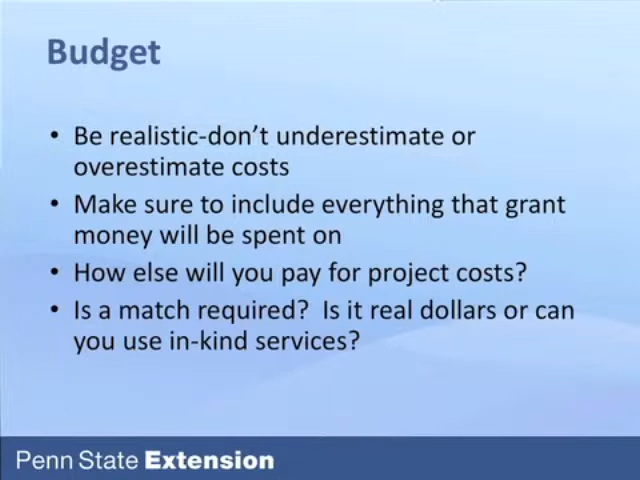 Budget
• Be realistic-don't underestimate or
overestimate costs
• Make sure to include everything that grant
money will be spent on
• How else will you pay for project costs?
• Is a match required?  Is it real dollars or can
you use in-kind services?
Penn State Extension